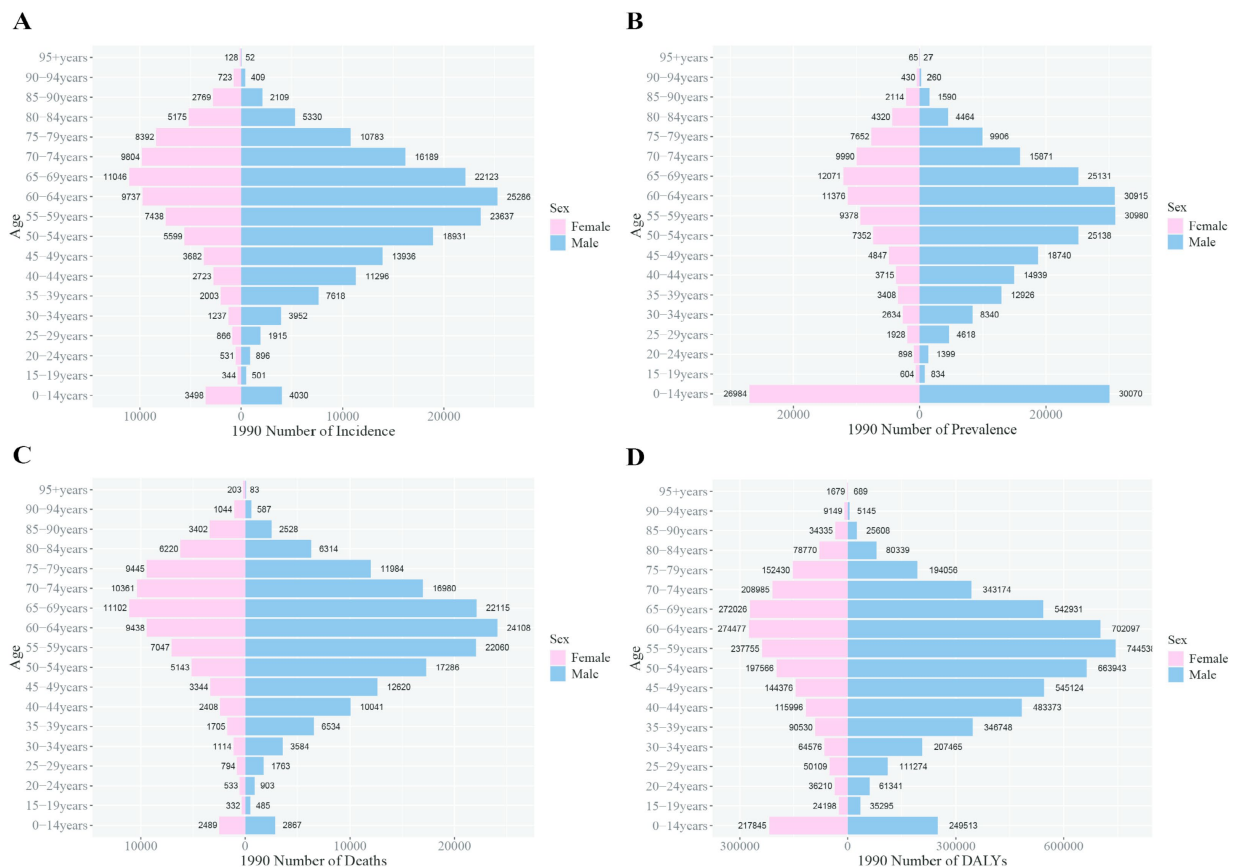 A
95+years 128 52
90−94years 723 409
85−90years 2769 2109
80−84years 5175 5330
75−79years 8392 10783
70−74years 9804 16189
65−69years 11046 22123
60−64years 9737 25286
55−59years 7438 23637
50−54years 5599 18931
45−49years 3682 13936
40−44years 2723 11296
35−39years 2003 7618
30−34years 1237 3952
25−29years 866 1915
20−24years 531 896
15−19years 344 501
0−14years 3498 4030
Age
10000 0 10000 20000
1990 Number of Incidence
Sex
Female
Male
B
95+years 65 27
90−94years 430 260
85−90years 2114 1590
80−84years 4320 4464
75−79years 7652 9906
70−74years 9990 15871
65−69years 12071 25131
60−64years 11376 30915
55−59years 9378 30980
50−54years 7352 25138
45−49years 4847 18740
40−44years 3715 14939
35−39years 3408 12926
30−34years 2634 8340
25−29years 1928 4618
20−24years 898 1399
15−19years 604 834
0−14years 26984 30070
Age
20000 0 20000
1990 Number of Prevalence
Sex
Female
Male
C
95+years 203 83
90−94years 1044 587
85−90years 3402 2528
80−84years 6220 6314
75−79years 9445 11984
70−74years 10361 16980
65−69years 11102 22115
60−64years 9438 24108
55−59years 7047 22060
50−54years 5143 17286
45−49years 3344 12620
40−44years 2408 10041
35−39years 1705 6534
30−34years 1114 3584
25−29years 794 1763
20−24years 533 903
15−19years 332 485
0−14years 2489 2867
Age
10000 0 10000 20000
1990 Number of Deaths
Sex
Female
Male
D
95+years 1679 689
90−94years 9149 5145
85−90years 34335 25608
80−84years 78770 80339
75−79years 152430 194056
70−74years 208985 343174
65−69years 272026 542931
60−64years 274477 702097
55−59years 237755 744538
50−54years 197566 663943
45−49years 144376 545124
40−44years 115996 483373
35−39years 90530 346748
30−34years 64576 207465
25−29years 50109 111274
20−24years 36210 61341
15−19years 24198 35295
0−14years 217845 249513
Age
300000 0 300000 600000
1990 Number of DALYs
Sex
Female
Male